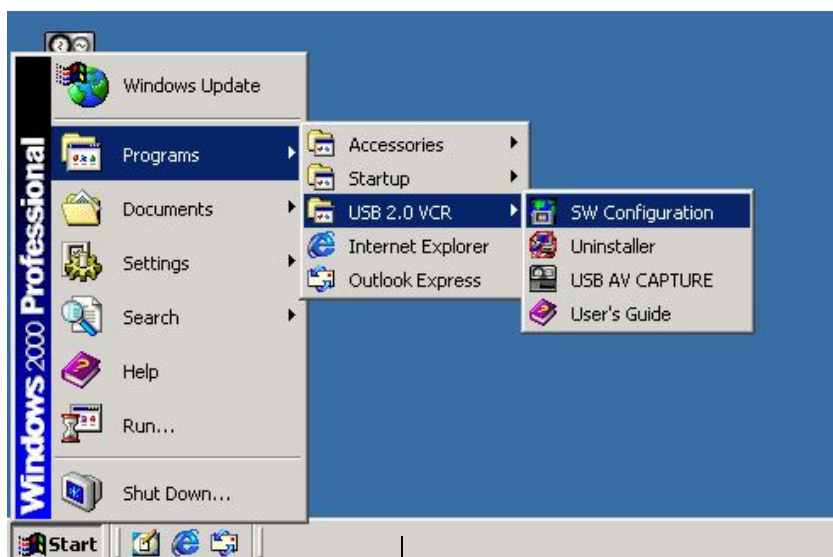 Windows 2000 Professional
Windows Update
Programs
Documents
Settings
Search
Help
Run...
Shut Down...
Accessories
Startup
USB 2.0 VCR
Internet Explorer
Outlook Express
SW Configuration
Uninstaller
USB AV CAPTURE
User's Guide
Start